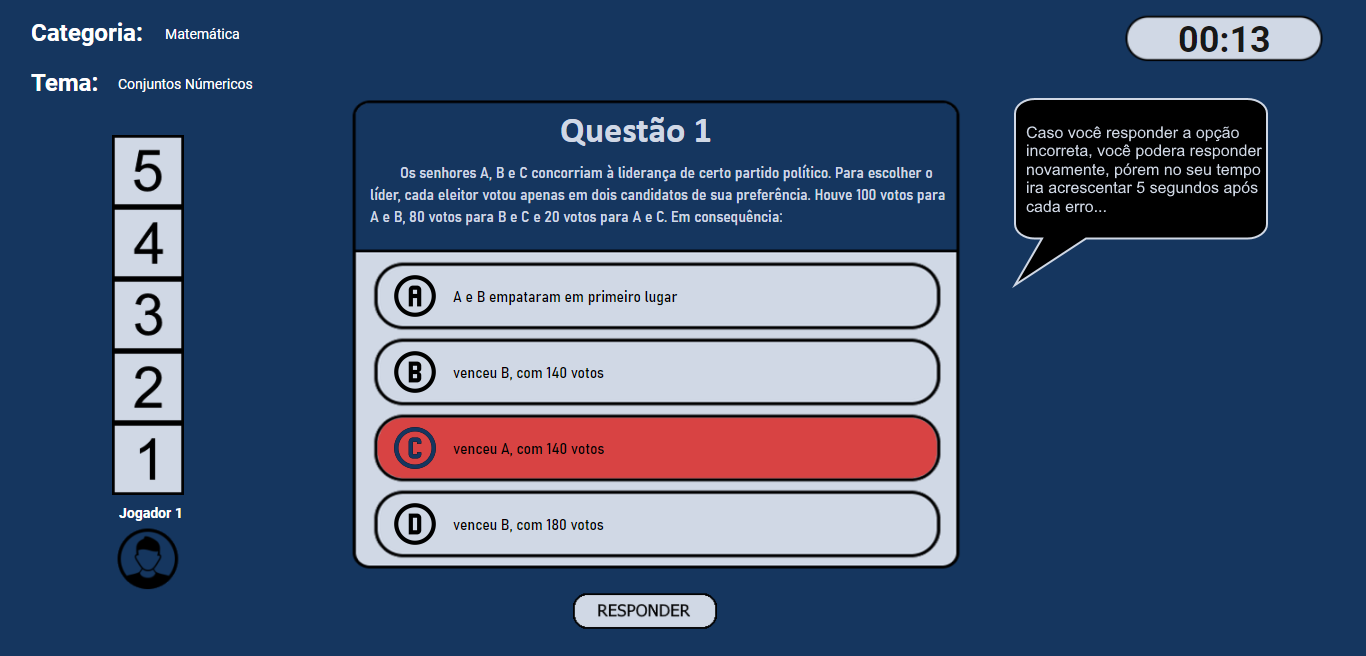 Categoria: Matemática
00:13
Tema: Conjuntos Númericos
Questão 1
Os senhores A, B e C concorriam à liderança de certo partido político. Para escolher o
líder, cada eleitor votou apenas em dois candidatos de sua preferência. Houve 100 votos para
A e B, 80 votos para B e C e 20 votos para A e C. Em consequência:
Caso você responder a opção
incorreta, você podera responder
novamente, pórem no seu tempo
ira acrescentar 5 segundos após
cada erro...
A A e B empataram em primeiro lugar
B venceu B, com 140 votos
C venceu A, com 140 votos
D venceu B, com 180 votos
5
4
3
2
1
Jogador 1
RESPONDER